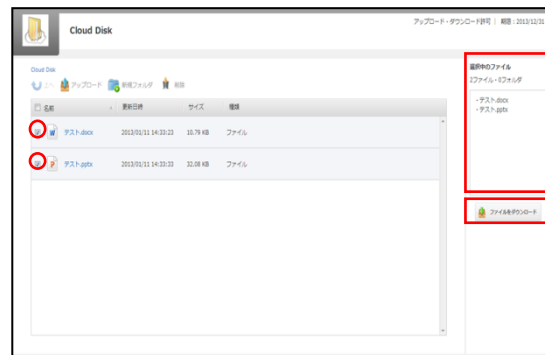 Cloud Disk
アップロード・ダウンロード許可 | 期限 : 2013/12/31
Cloud Disk
上へ アップロード 新規フォルダ 削除
名前 更新日時 サイズ 種類
テスト.docx 2013/01/11 14:33:23 10.79 KB ファイル
テスト.pptx 2013/01/11 14:33:33 32.08 KB ファイル
選択中のファイル
2ファイル・0フォルダ
・テスト.docx
・テスト.pptx
ファイルをダウンロード